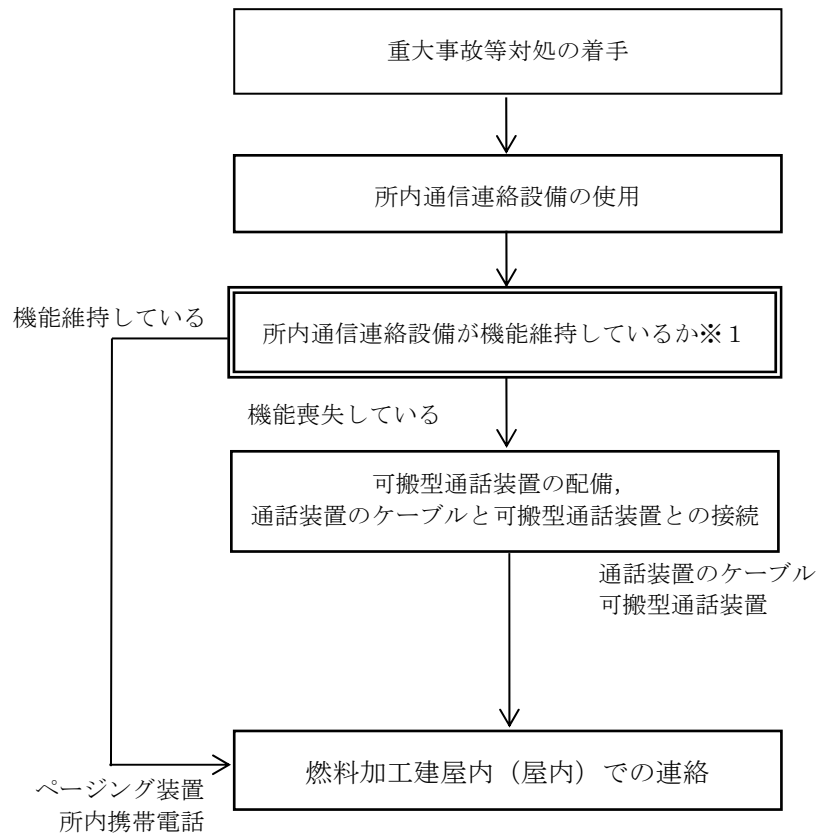 重大事故等対処の着手
所内通信連絡設備の使用
機能維持している
所内通信連絡設備が機能維持しているか※１
機能喪失している
可搬型通話装置の配備，
通話装置のケーブルと可搬型通話装置との接続
通話装置のケーブル
可搬型通話装置
燃料加工建屋内（屋内）での連絡
ページング装置
所内携帯電話